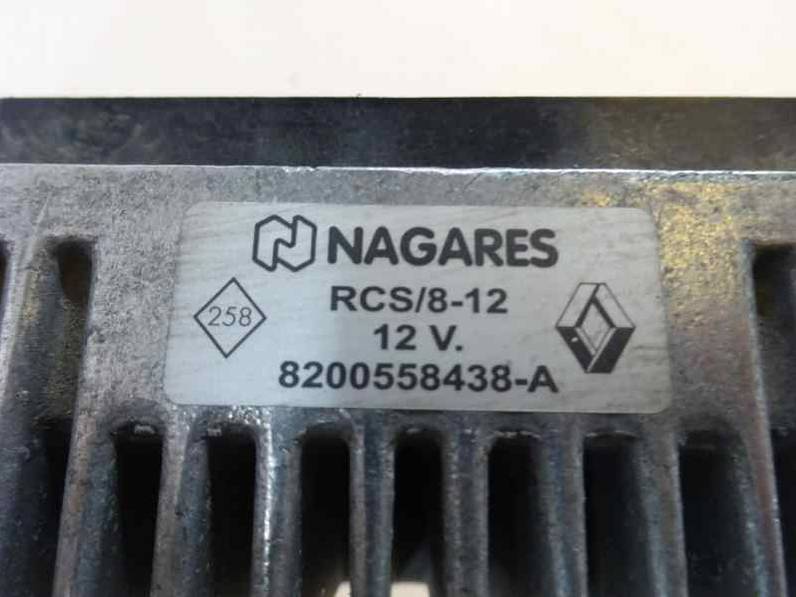 NAGARES
258
RCS/8-12
12 V.
8200558438-A